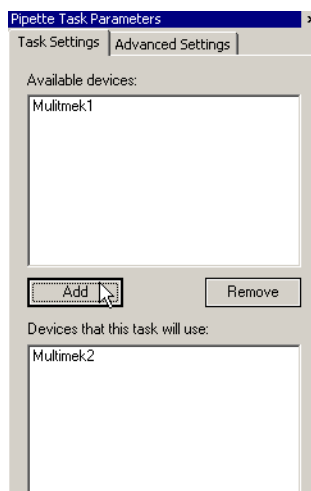 Pipette Task Parameters
Task Settings Advanced Settings
Available devices:
Mulitmek1
Add Remove
Devices that this task will use:
Multimek2